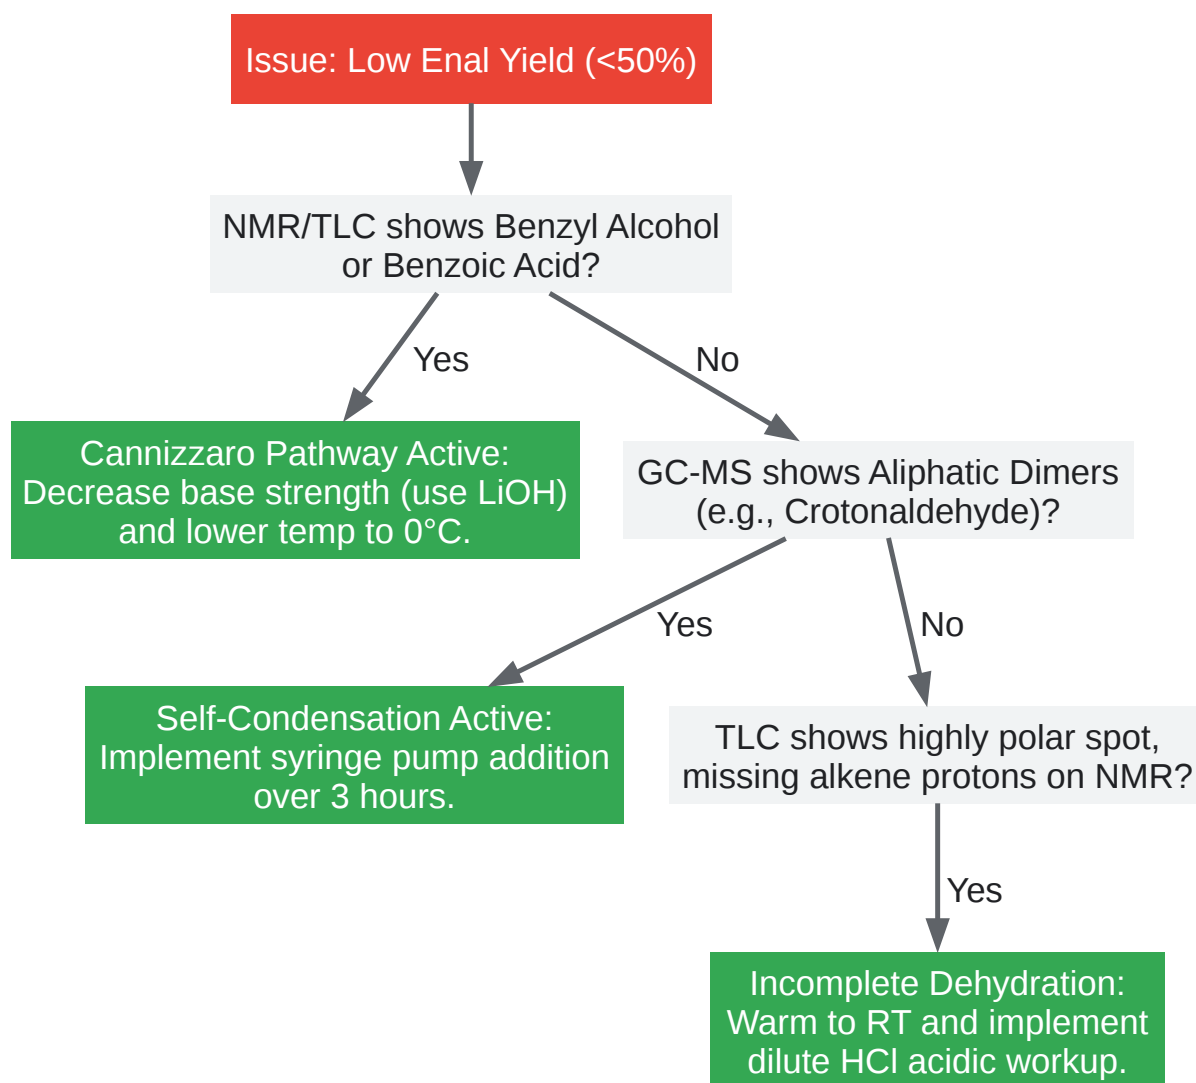 Issue: Low Enal Yield (<50%)
NMR/TLC shows Benzyl Alcohol
or Benzoic Acid?
Yes
No
Cannizzaro Pathway Active:
Decrease base strength (use LiOH)
and lower temp to 0°C.
GC-MS shows Aliphatic Dimers
(e.g., Crotonaldehyde)?
Yes
No
Self-Condensation Active:
Implement syringe pump addition
over 3 hours.
TLC shows highly polar spot,
missing alkene protons on NMR?
Yes
Incomplete Dehydration:
Warm to RT and implement
dilute HCl acidic workup.